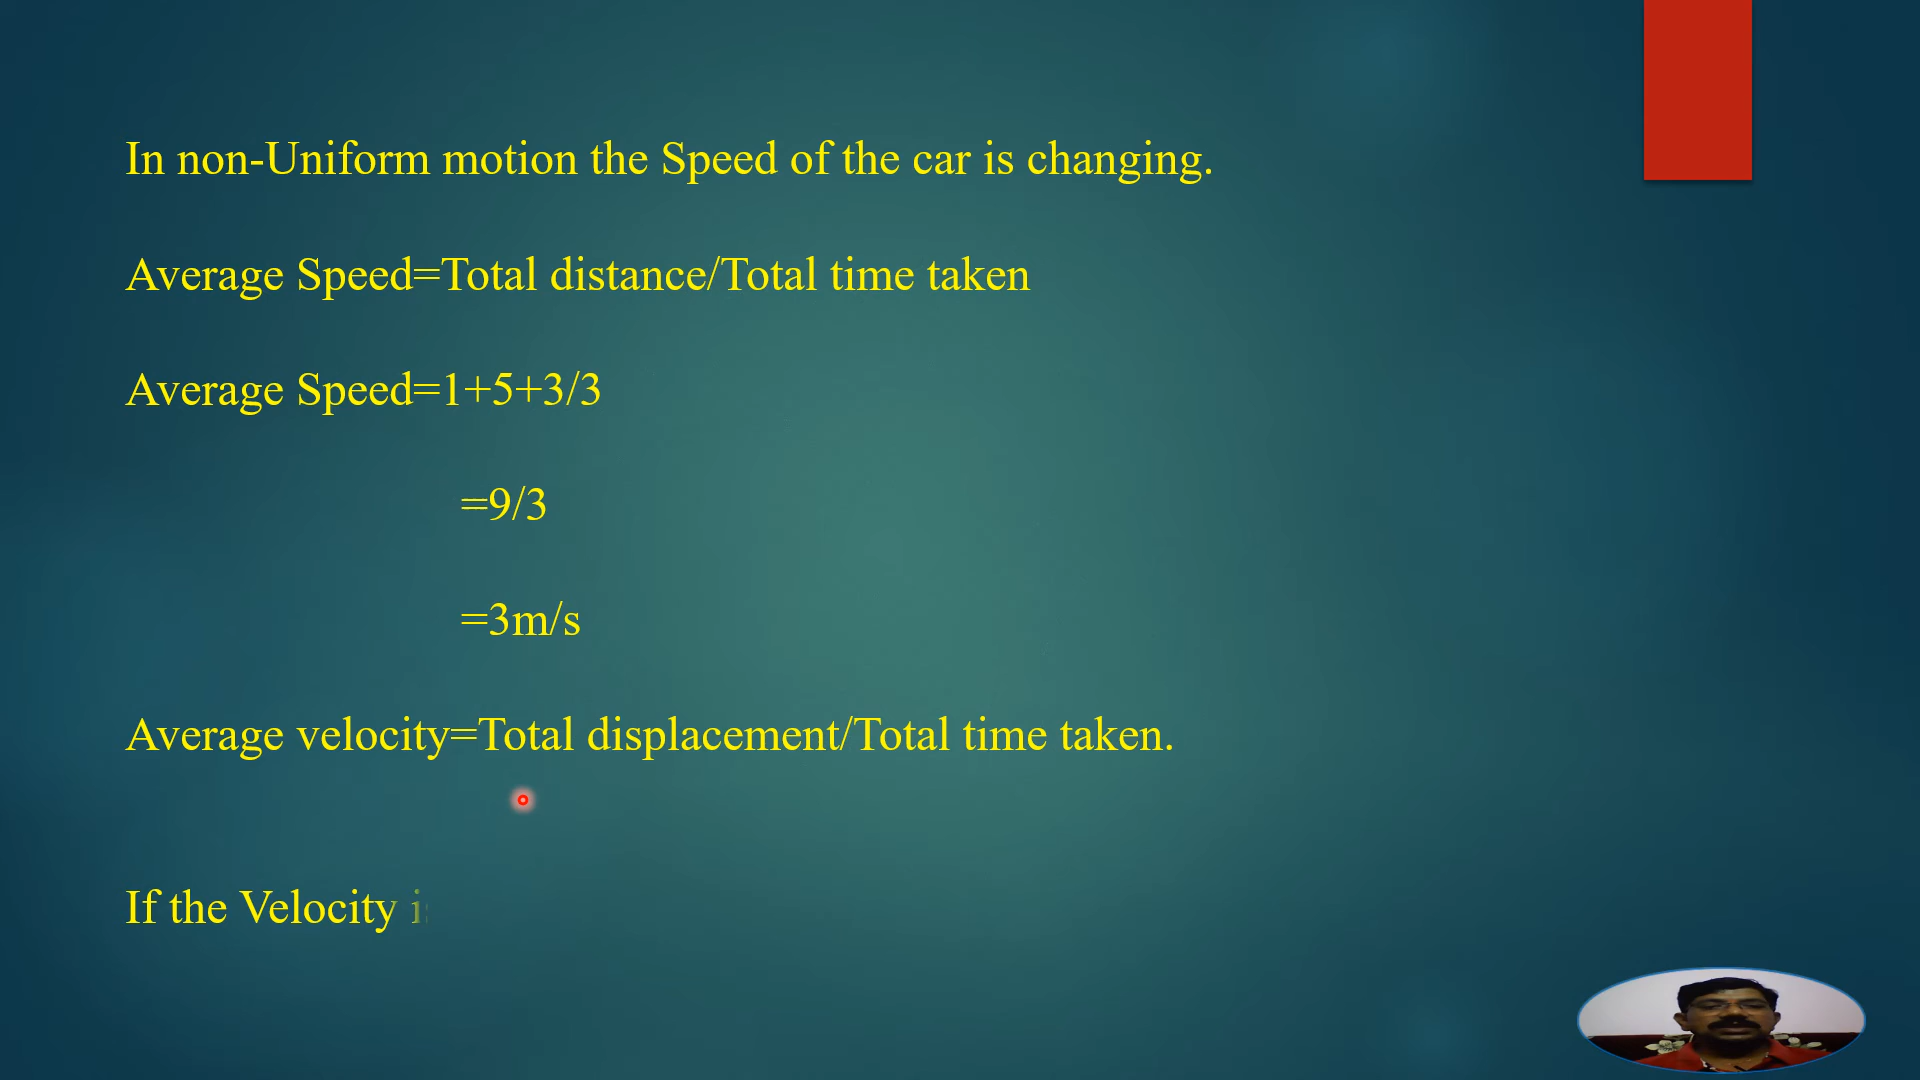 In non-Uniform motion the Speed of the car is changing.
Average Speed=Total distance/Total time taken
Average Speed=1+5+3/3
=9/3
=3m/s
Average velocity=Total displacement/Total time taken.
If the Velocity